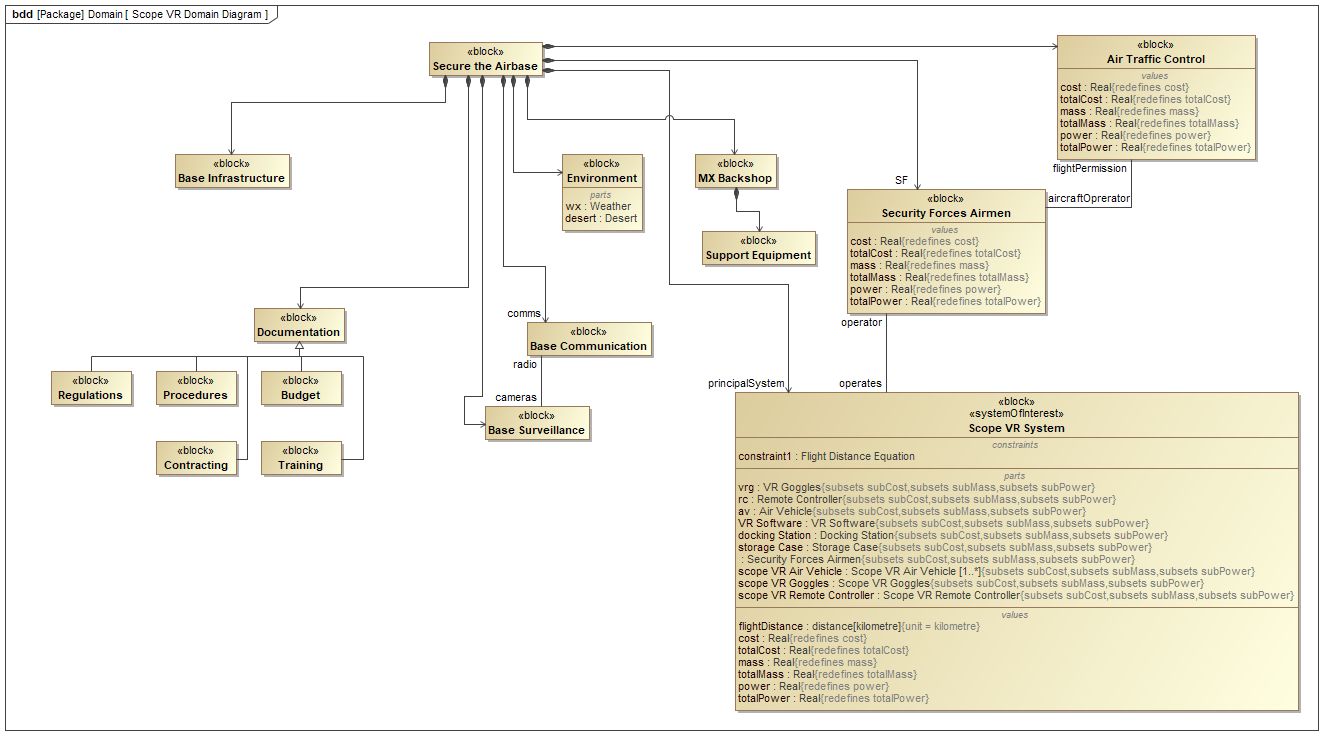 bdd [Package] Domain [ Scope VR Domain Diagram ]
«block»
Secure the Airbase
«block»
Air Traffic Control
values
cost : Real{redefines cost}
totalCost : Real{redefines totalCost}
mass : Real{redefines mass}
totalMass : Real{redefines totalMass}
power : Real{redefines power}
totalPower : Real{redefines totalPower}
flightPermission
aircraftOprerator
«block»
Base Infrastructure
«block»
Environment
parts
wx : Weather
desert : Desert
«block»
MX Backshop
«block»
Support Equipment
SF
«block»
Security Forces Airmen
values
cost : Real{redefines cost}
totalCost : Real{redefines totalCost}
mass : Real{redefines mass}
totalMass : Real{redefines totalMass}
power : Real{redefines power}
totalPower : Real{redefines totalPower}
operator
operates
principalSystem
«block»
Documentation
«block»
Regulations
«block»
Procedures
«block»
Budget
«block»
Contracting
«block»
Training
comms
«block»
Base Communication
radio
cameras
«block»
Base Surveillance
«block»
«systemOfInterest»
Scope VR System
constraints
constraint1 : Flight Distance Equation
parts
vrg : VR Goggles{subsets subCost,subsets subMass,subsets subPower}
rc : Remote Controller{subsets subCost,subsets subMass,subsets subPower}
av : Air Vehicle{subsets subCost,subsets subMass,subsets subPower}
VR Software : VR Software{subsets subCost,subsets subMass,subsets subPower}
docking Station : Docking Station{subsets subCost,subsets subMass,subsets subPower}
storage Case : Storage Case{subsets subCost,subsets subMass,subsets subPower}
: Security Forces Airmen{subsets subCost,subsets subMass,subsets subPower}
scope VR Air Vehicle : Scope VR Air Vehicle [1..*]{subsets subCost,subsets subMass,subsets subPower}
scope VR Goggles : Scope VR Goggles{subsets subCost,subsets subMass,subsets subPower}
scope VR Remote Controller : Scope VR Remote Controller{subsets subCost,subsets subMass,subsets subPower}
values
flightDistance : distance[kilometre]{unit = kilometre}
cost : Real{redefines cost}
totalCost : Real{redefines totalCost}
mass : Real{redefines mass}
totalMass : Real{redefines totalMass}
power : Real{redefines power}
totalPower : Real{redefines totalPower}